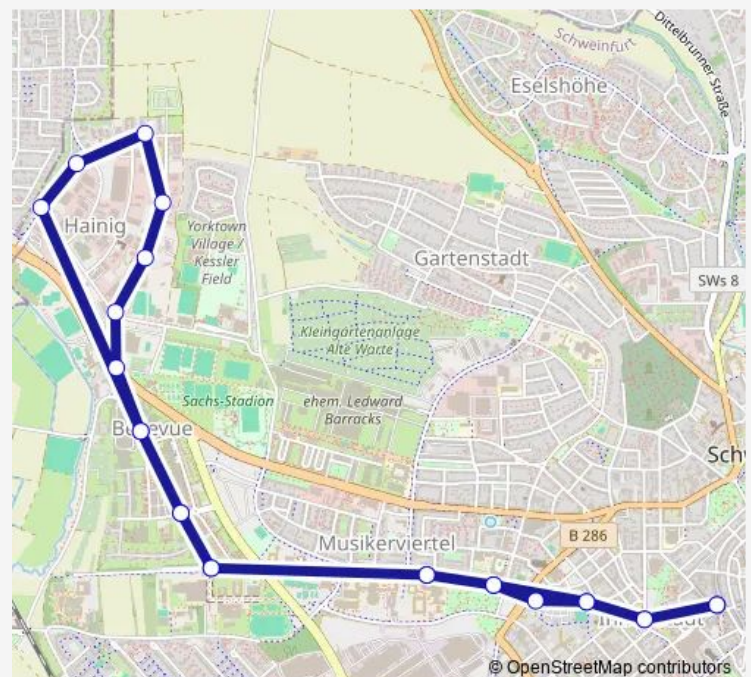 Dittelbrunner Straße
Schweinfurt
Eselshöhe
Hainig
Yorktown
Village /
Kessler
Field
Gartenstadt
SWs 8
Kleingartenanlage
Alte Warte
Sachs-Stadion
ehem. Ledward
Barracks
Schw
B 286
Musikerviertel
© OpenStreetMap contributors